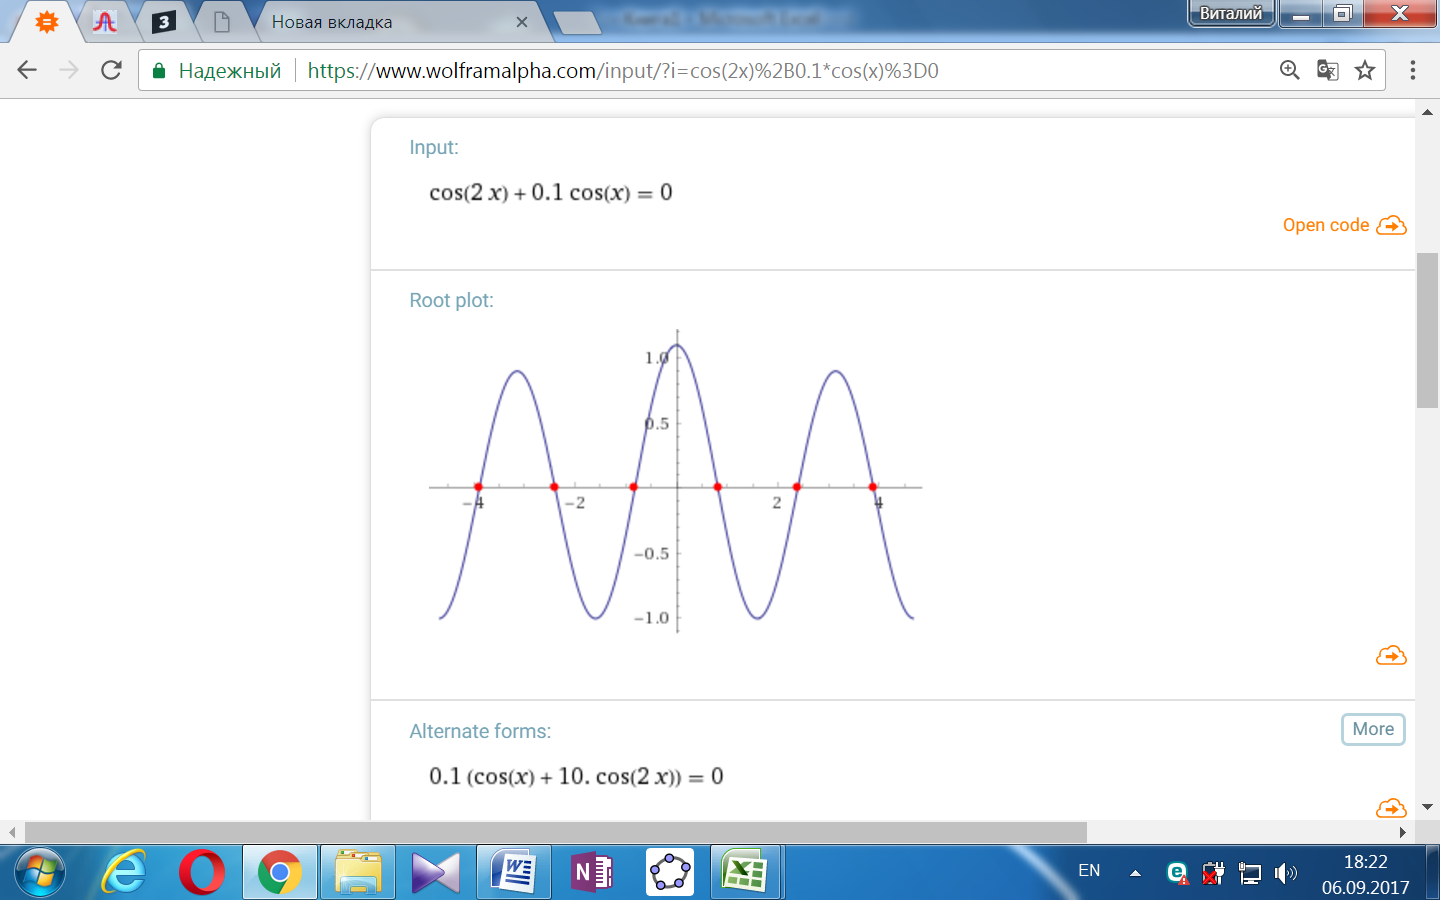 Новая вкладка
Виталий
Надежный https://www.wolframalpha.com/input/?i=cos(2x)%2B0.1*cos(x)%3D0
Input:
cos(2 x) + 0.1 cos(x) = 0
Open code
Root plot:
1.0
0.5
-4 -2 2 4
-0.5
-1.0
Alternate forms:
More
0.1 (cos(x) + 10. cos(2 x)) = 0
EN
18:22
06.09.2017